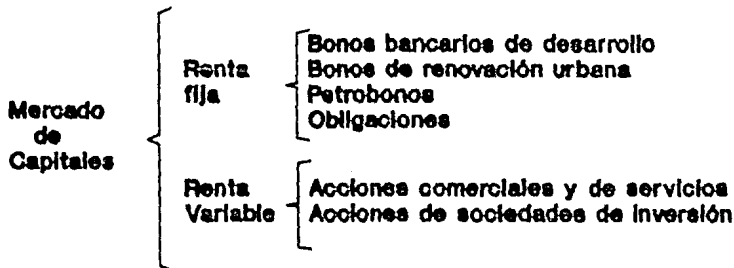 Mercado
de
Capitales
Renta
fija
Bonos bancarios de desarrollo
Bonos de renovación urbana
Petrobonos
Obligaciones
Renta
Variable
Acciones comerciales y de servicios
Acciones de sociedades de inversión